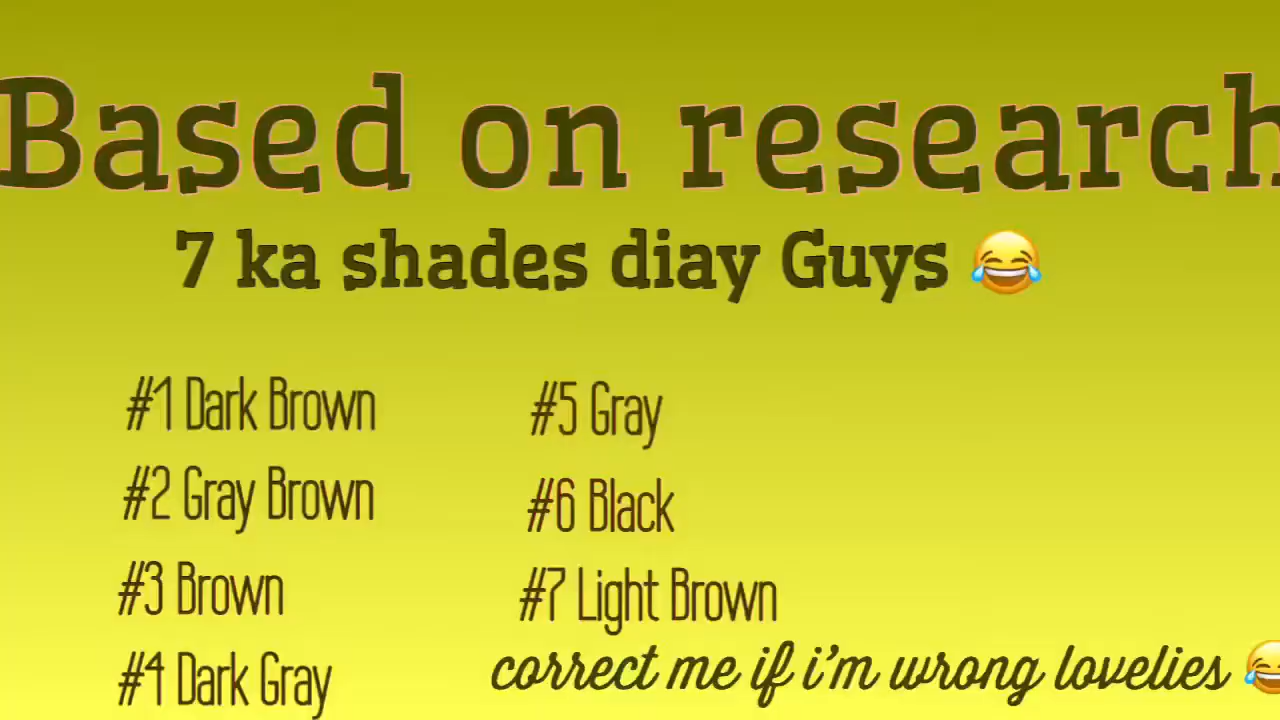 Based on research
7 ka shades diay Guys 😂
#1 Dark Brown
#2 Gray Brown
#3 Brown
#4 Dark Gray
#5 Gray
#6 Black
#7 Light Brown
correct me if i'm wrong lovelies 😂